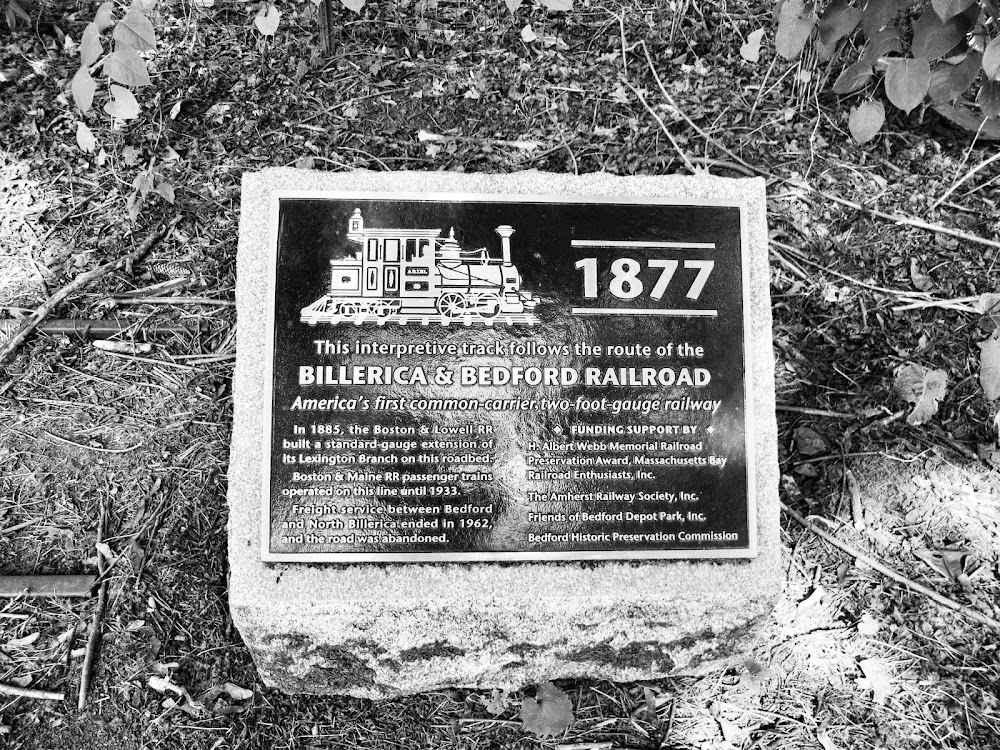 ARIEL
1877
This interpretive track follows the route of the
BILLERICA & BEDFORD RAILROAD
America's first common-carrier, two-foot-gauge railway
In 1885, the Boston & Lowell RR
built a standard-gauge extension of
its Lexington Branch on this roadbed.
Boston & Maine RR passenger trains
operated on this line until 1933.
Freight service between Bedford
and North Billerica ended in 1962,
and the road was abandoned.
◆ FUNDING SUPPORT BY ◆
H. Albert Webb Memorial Railroad
Preservation Award, Massachusetts Bay
Railroad Enthusiasts, Inc.
The Amherst Railway Society, Inc.
Friends of Bedford Depot Park, Inc.
Bedford Historic Preservation Commission